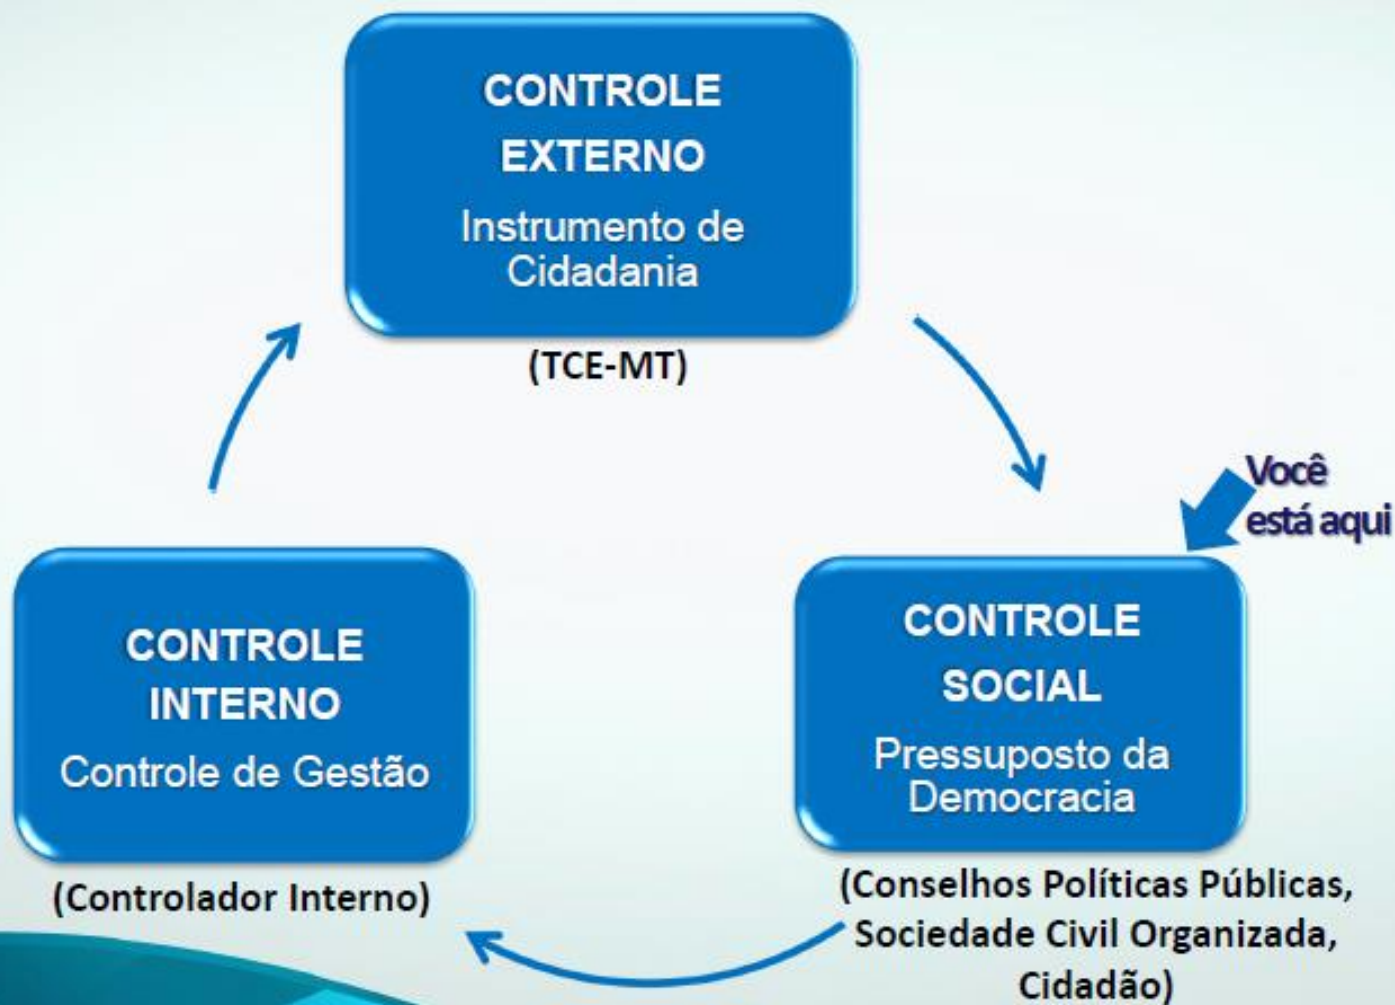 CONTROLE
EXTERNO
Instrumento de
Cidadania
(TCE-MT)
Você
está aqui
CONTROLE
INTERNO
Controle de Gestão
(Controlador Interno)
CONTROLE
SOCIAL
Pressuposto da
Democracia
(Conselhos Políticas Públicas,
Sociedade Civil Organizada,
Cidadão)